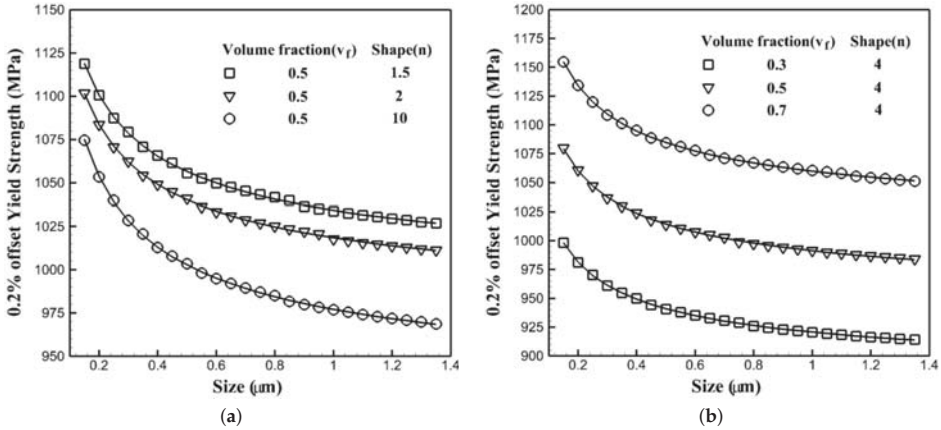 1150
1125
1100
1075
1050
1025
1000
975
950
0.2% offset Yield Strength (MPa)
Volume fraction(vf) Shape(n)
0.5 1.5
0.5 2
0.5 10
0.2 0.4 0.6 0.8 1 1.2 1.4
Size (μm)
(a)
1200
1175
1150
1125
1100
1075
1050
1025
1000
975
950
925
900
0.2% offset Yield Strength (MPa)
Volume fraction(vf) Shape(n)
0.3 4
0.5 4
0.7 4
0.2 0.4 0.6 0.8 1 1.2 1.4
Size (μm)
(b)